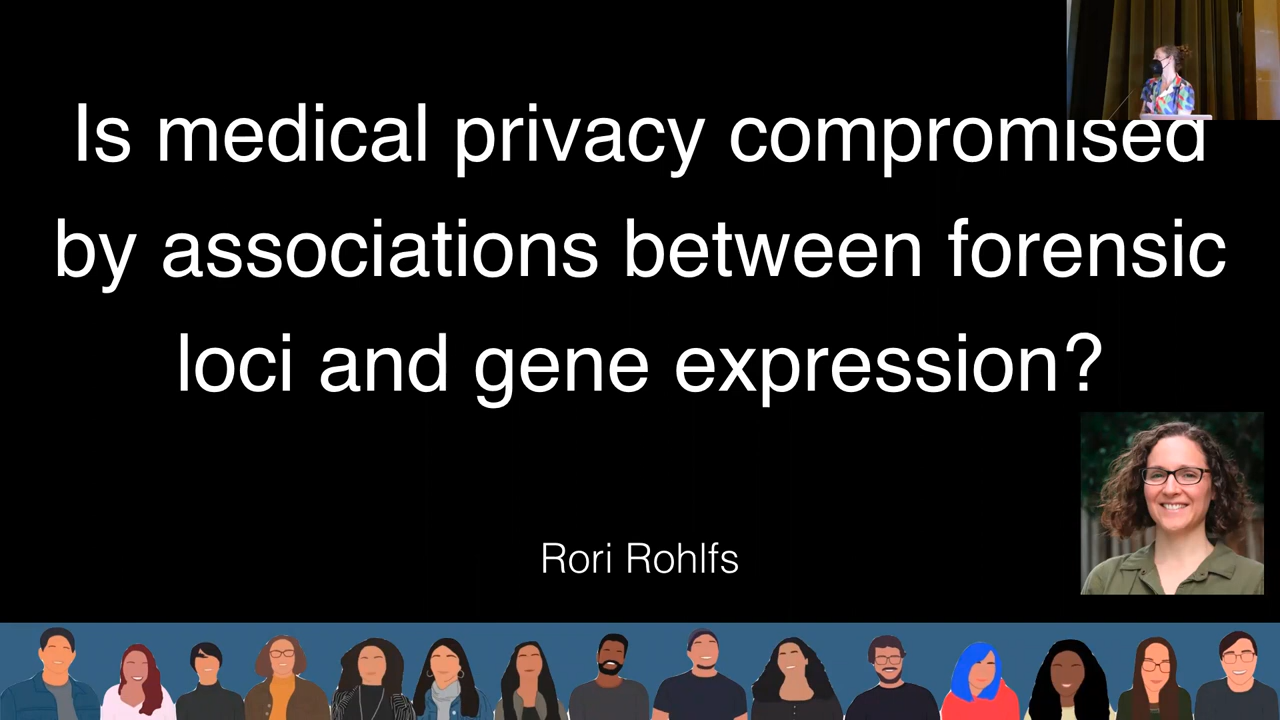 Is medical privacy compromised
by associations between forensic
loci and gene expression?
Rori Rohlfs